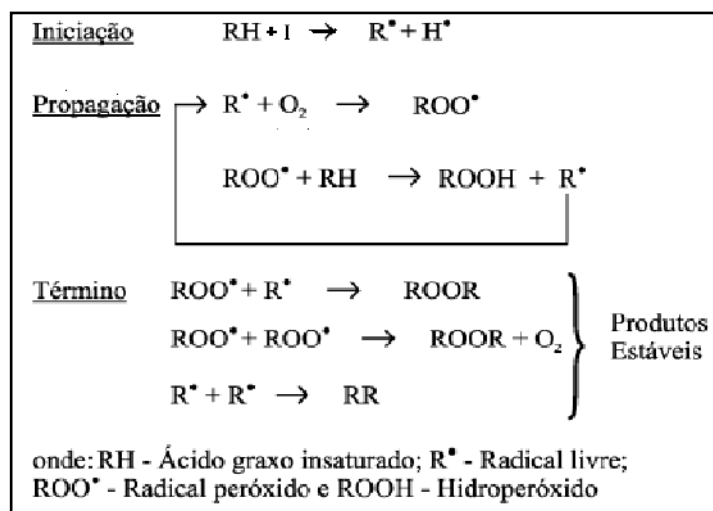 Iniciação RH + I → R• + H•
Propagação → R• + O₂ → ROO•
ROO• + RH → ROOH + R•
Término ROO• + R• → ROOR
ROO• + ROO• → ROOR + O₂
R• + R• → RR
Produtos
Estáveis
onde: RH - Ácido graxo insaturado; R• - Radical livre;
ROO• - Radical peróxido e ROOH - Hidroperóxido